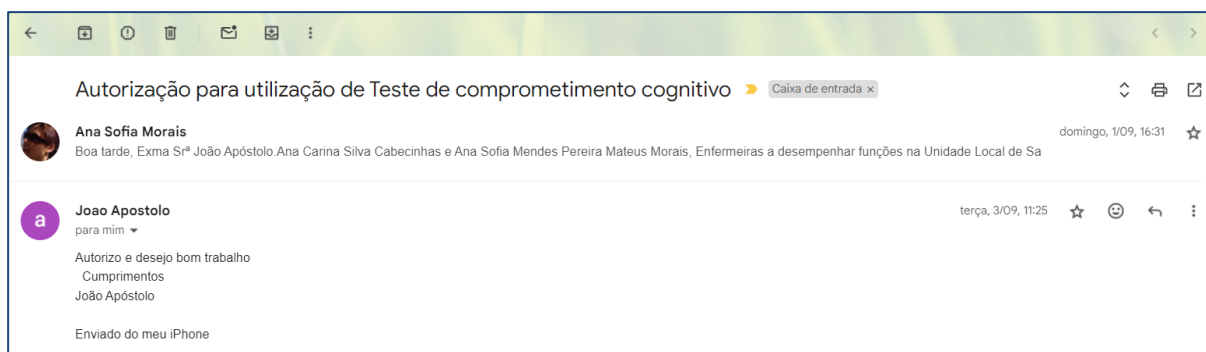 Autorização para utilização de Teste de comprometimento cognitivo Caixa de entrada x
Ana Sofia Morais domingo, 1/09, 16:31
Boa tarde, Exma Srª João Apóstolo.Ana Carina Silva Cabecinhas e Ana Sofia Mendes Pereira Mateus Morais, Enfermeiras a desempenhar funções na Unidade Local de Sa
a
Joao Apostolo terça, 3/09, 11:25
para mim
Autorizo e desejo bom trabalho
Cumprimentos
João Apóstolo
Enviado do meu iPhone